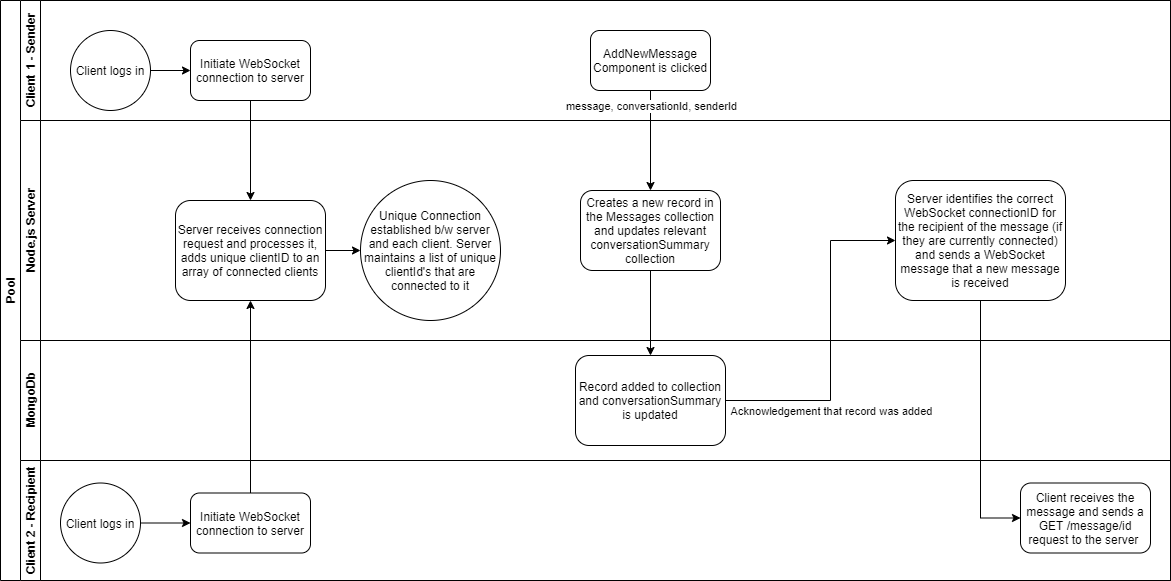 Pool
Client 1 - Sender
Client logs in
Initiate WebSocket
connection to server
AddNewMessage
Component is clicked
message, conversationId, senderId
Node.js Server
Server receives connection
request and processes it,
adds unique clientID to an
array of connected clients
Unique Connection
established b/w server
and each client. Server
maintains a list of unique
clientId's that are
connected to it
Creates a new record in
the Messages collection
and updates relevant
conversationSummary
collection
Server identifies the correct
WebSocket connectionID for
the recipient of the message (if
they are currently connected)
and sends a WebSocket
message that a new message
is received
MongoDb
Record added to collection
and conversationSummary
is updated
Acknowledgement that record was added
Client 2 - Recipient
Client logs in
Initiate WebSocket
connection to server
Client receives the
message and sends a
GET /message/id
request to the server